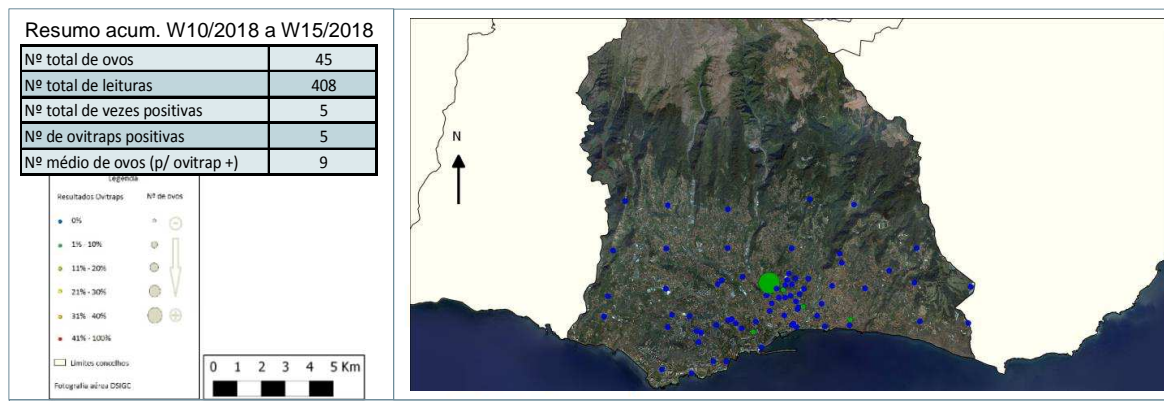 Resumo acum. W10/2018 a W15/2018
Nº total de ovos 45
Nº total de leituras 408
Nº total de vezes positivas 5
Nº de ovitraps positivas 5
Nº médio de ovos (p/ ovitrap +) 9
Legenda
Resultados Ovitraps Nº de ovos
0%
1% - 10%
11% - 20%
21% - 30%
31% - 40%
41% - 100%
Limites concelhos
Fotografia aérea DSIGC
0 1 2 3 4 5 Km
N